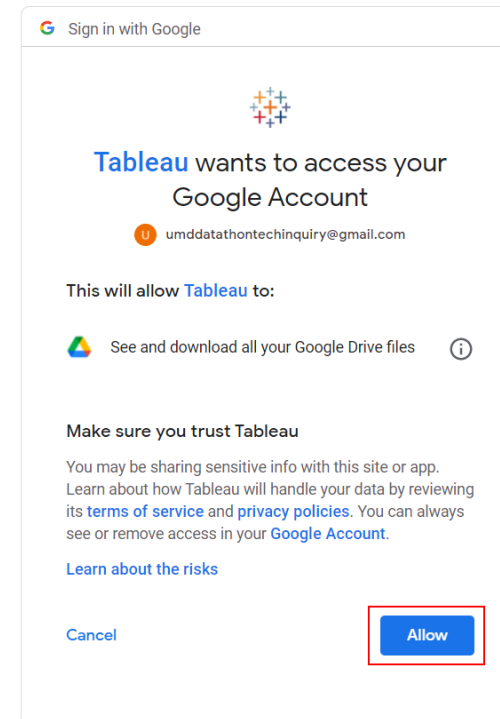 Sign in with Google
Tableau wants to access your
Google Account
U umddatathontechinquiry@gmail.com
This will allow Tableau to:
See and download all your Google Drive files
Make sure you trust Tableau
You may be sharing sensitive info with this site or app.
Learn about how Tableau will handle your data by reviewing
its terms of service and privacy policies. You can always
see or remove access in your Google Account.
Learn about the risks
Cancel
Allow